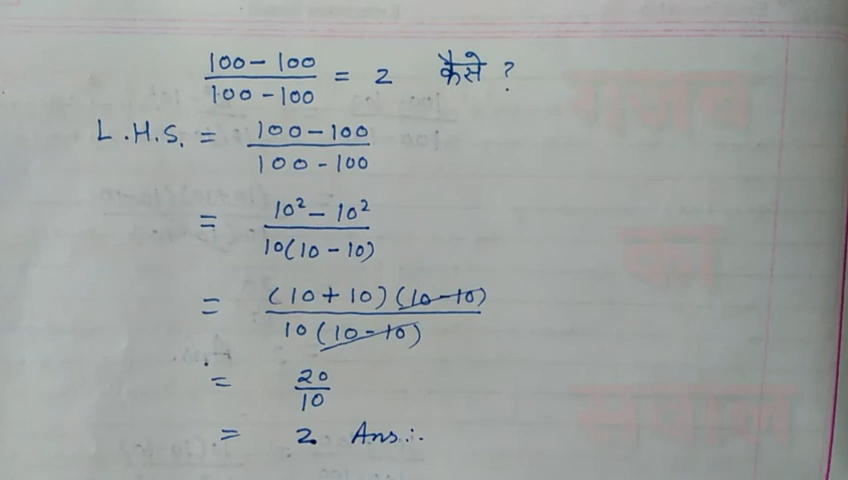 100 - 100 / 100 - 100 = 2 कैसे ?
L.H.S. = 100 - 100 / 100 - 100
= 10² - 10² / 10(10 - 10)
= (10 + 10)(10 - 10) / 10(10 - 10)
= 20 / 10
= 2 Ans:.